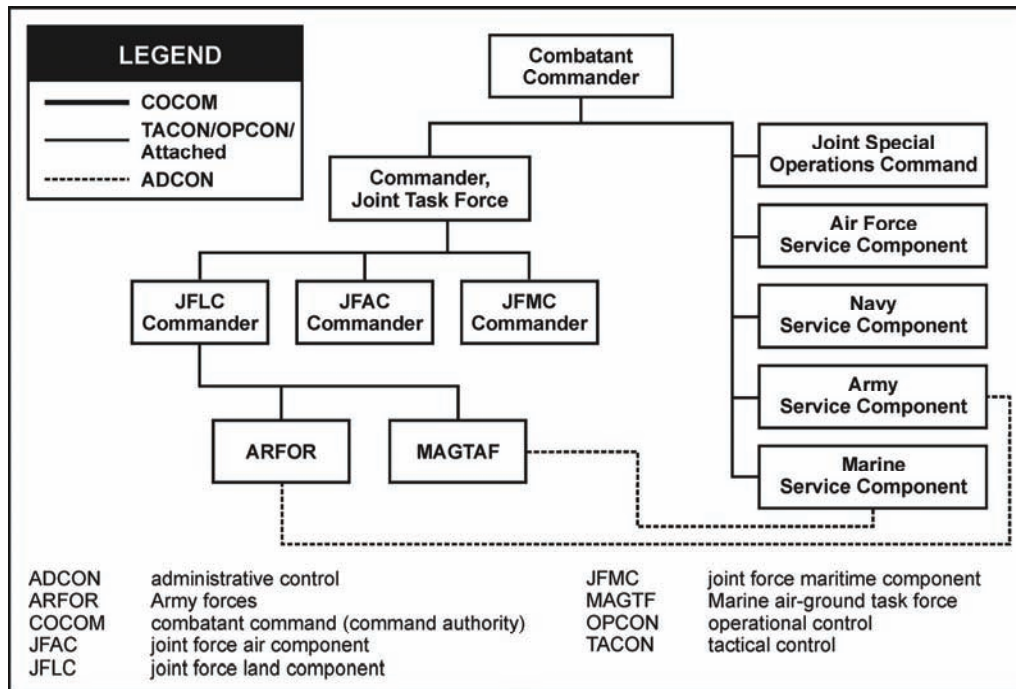 LEGEND
COCOM
TACON/OPCON/
Attached
ADCON
Combatant
Commander
Commander,
Joint Task Force
Joint Special
Operations Command
Air Force
Service Component
Navy
Service Component
Army
Service Component
Marine
Service Component
JFLC
Commander
JFAC
Commander
JFMC
Commander
ARFOR
MAGTAF
ADCON administrative control
ARFOR Army forces
COCOM combatant command (command authority)
JFAC joint force air component
JFLC joint force land component
JFMC joint force maritime component
MAGTF Marine air-ground task force
OPCON operational control
TACON tactical control